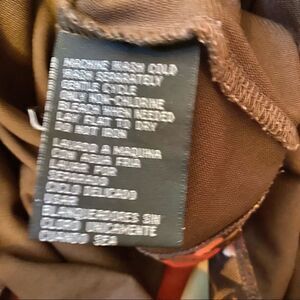 MACHINE WASH COLD
WASH SEPARATELY
GENTLE CYCLE
ONLY NON-CHLORINE
BLEACH WHEN NEEDED
LAY FLAT TO DRY
DO NOT IRON
LAVADO A MAQUINA
CON AGUA FRIA
LAVAR POR
SEPARADO
CICLO DELICADO
USAR
BLANQUEADORES SIN
CLORO UNICAMENTE
CUANDO SEA